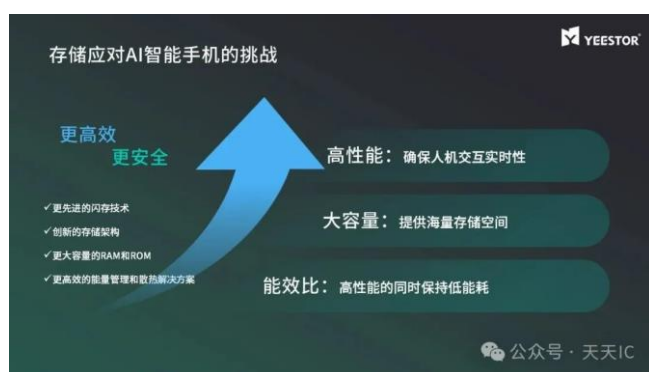 存储应对AI智能手机的挑战
YEESTOR
更高效
更安全
✓更先进的闪存技术
✓创新的存储架构
✓更大容量的RAM和ROM
✓更高效的能量管理和散热解决方案
高性能：确保人机交互实时性
大容量：提供海量存储空间
能效比：高性能的同时保持低能耗
公众号·天天IC